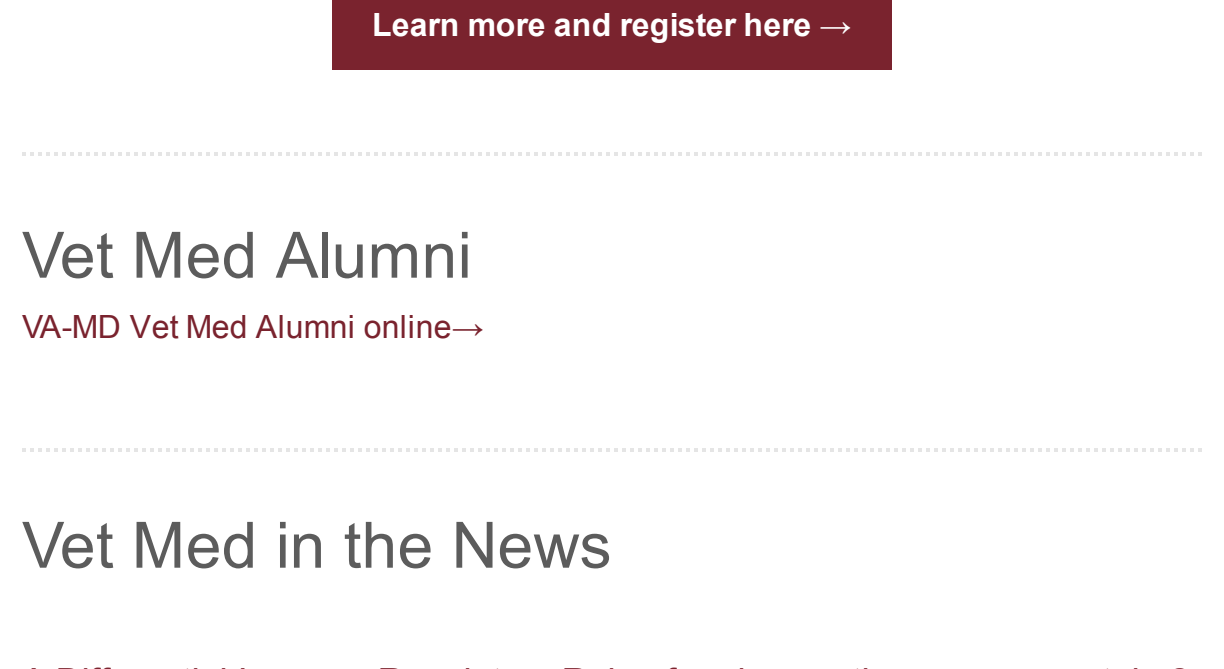 Learn more and register here →
Vet Med Alumni
VA-MD Vet Med Alumni online→
Vet Med in the News